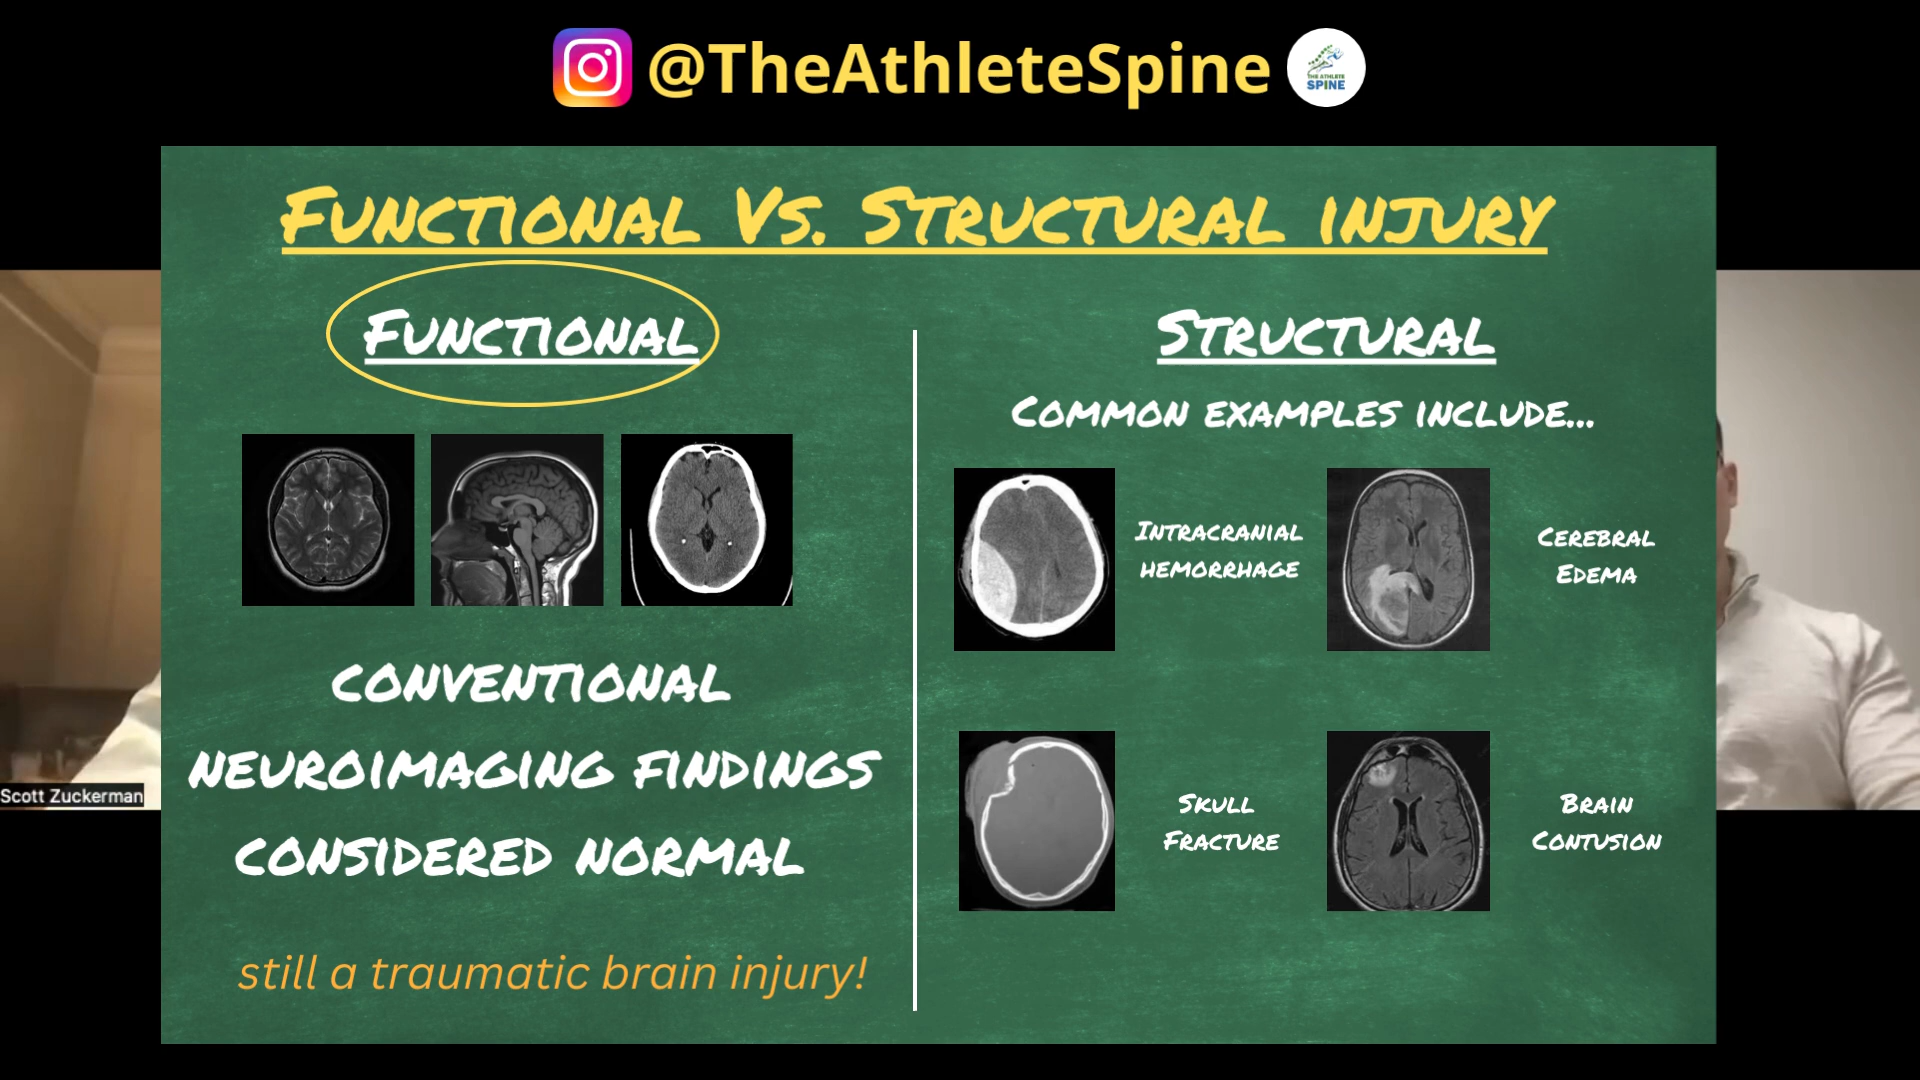 @TheAthleteSpine
THE ATHLETE
SPINE
Functional Vs. Structural injury
Functional
Structural
Common examples include...
Intracranial
hemorrhage
Cerebral
Edema
conventional
neuroimaging findings
considered normal
Skull
Fracture
Brain
Contusion
still a traumatic brain injury!
Scott Zuckerman